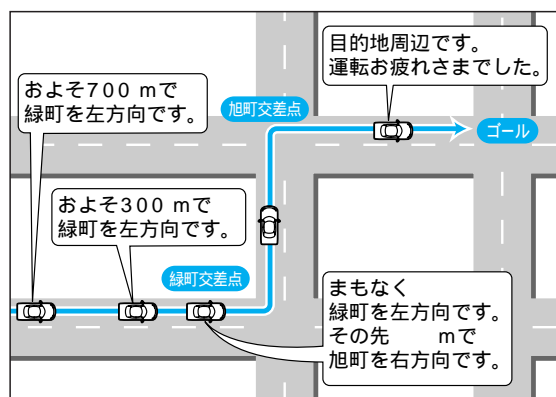 目的地周辺です。
運転お疲れさまでした。
およそ700 mで
緑町を左方向です。
旭町交差点
ゴール
およそ300 mで
緑町を左方向です。
緑町交差点
まもなく
緑町を左方向です。
その先　　mで
旭町を右方向です。